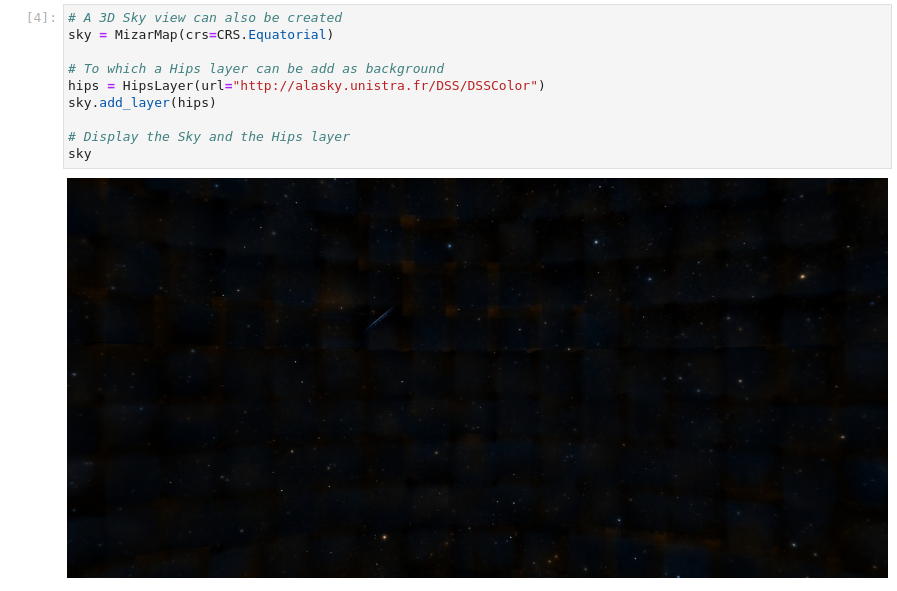 [4]: # A 3D Sky view can also be created
sky = MizarMap(crs=CRS.Equatorial)
# To which a Hips layer can be add as background
hips = HipsLayer(url="http://alasky.unistra.fr/DSS/DSSColor")
sky.add_layer(hips)
# Display the Sky and the Hips layer
sky